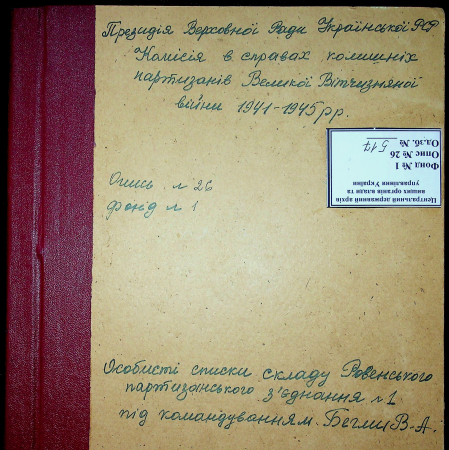 Президія Верховної Ради Української РСР
Комісія в справах колишніх
партизанів Великої Вітчизняної
війни 1941-1945 рр.
Центральний державний архів
вищих органів влади та
управління України
Фонд № 1
Опис № 26
Од.зб. № 517
Опись № 26
фонд № 1
Особисті списки складу Ровенського
партизанського з'єднання № 1
під командуванням. Бегми В.А.